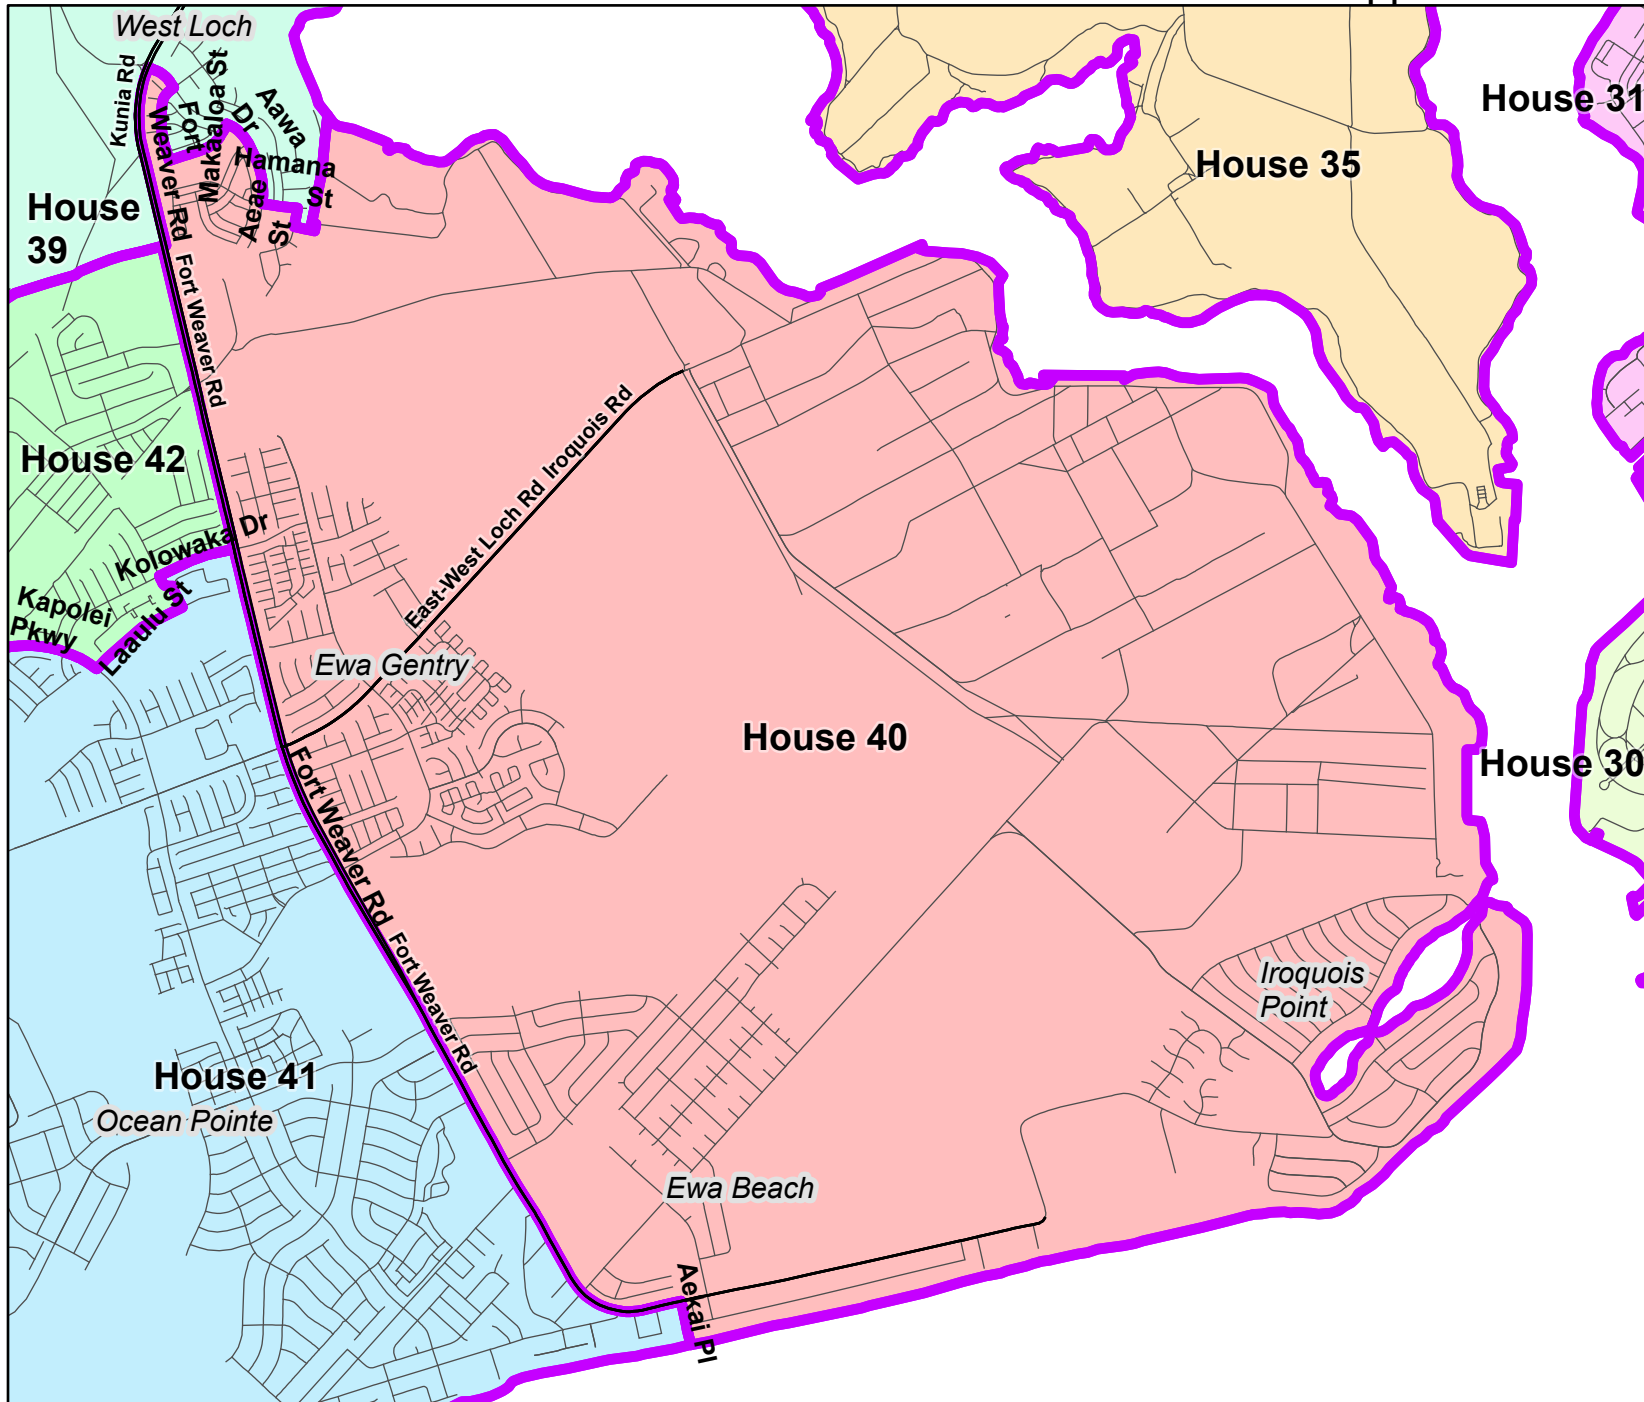 West Loch
Kunia Rd
Makaaloa St
Fort
Weaver Rd
Aawa
Dr
Hamana
St
Aeae
St
House 31
House 35
House
39
Fort Weaver Rd
House 42
East-West Loch Rd Iroquois Rd
Kolowaka Dr
Kapolei
Pkwy
Laaulu St
Ewa Gentry
House 40
House 30
Fort Weaver Rd
Fort Weaver Rd
Iroquois
Point
House 41
Ocean Pointe
Ewa Beach
Aekai Pl